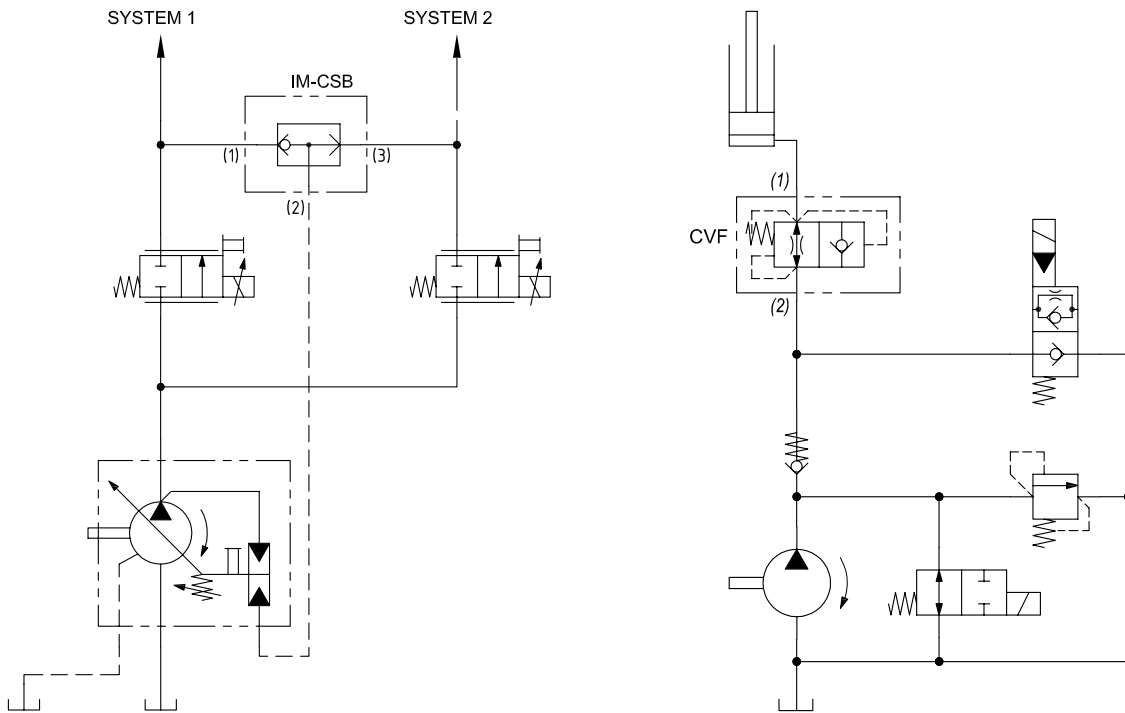 SYSTEM 1
SYSTEM 2
IM-CSB
(1)
(3)
(2)
(1)
CVF
(2)